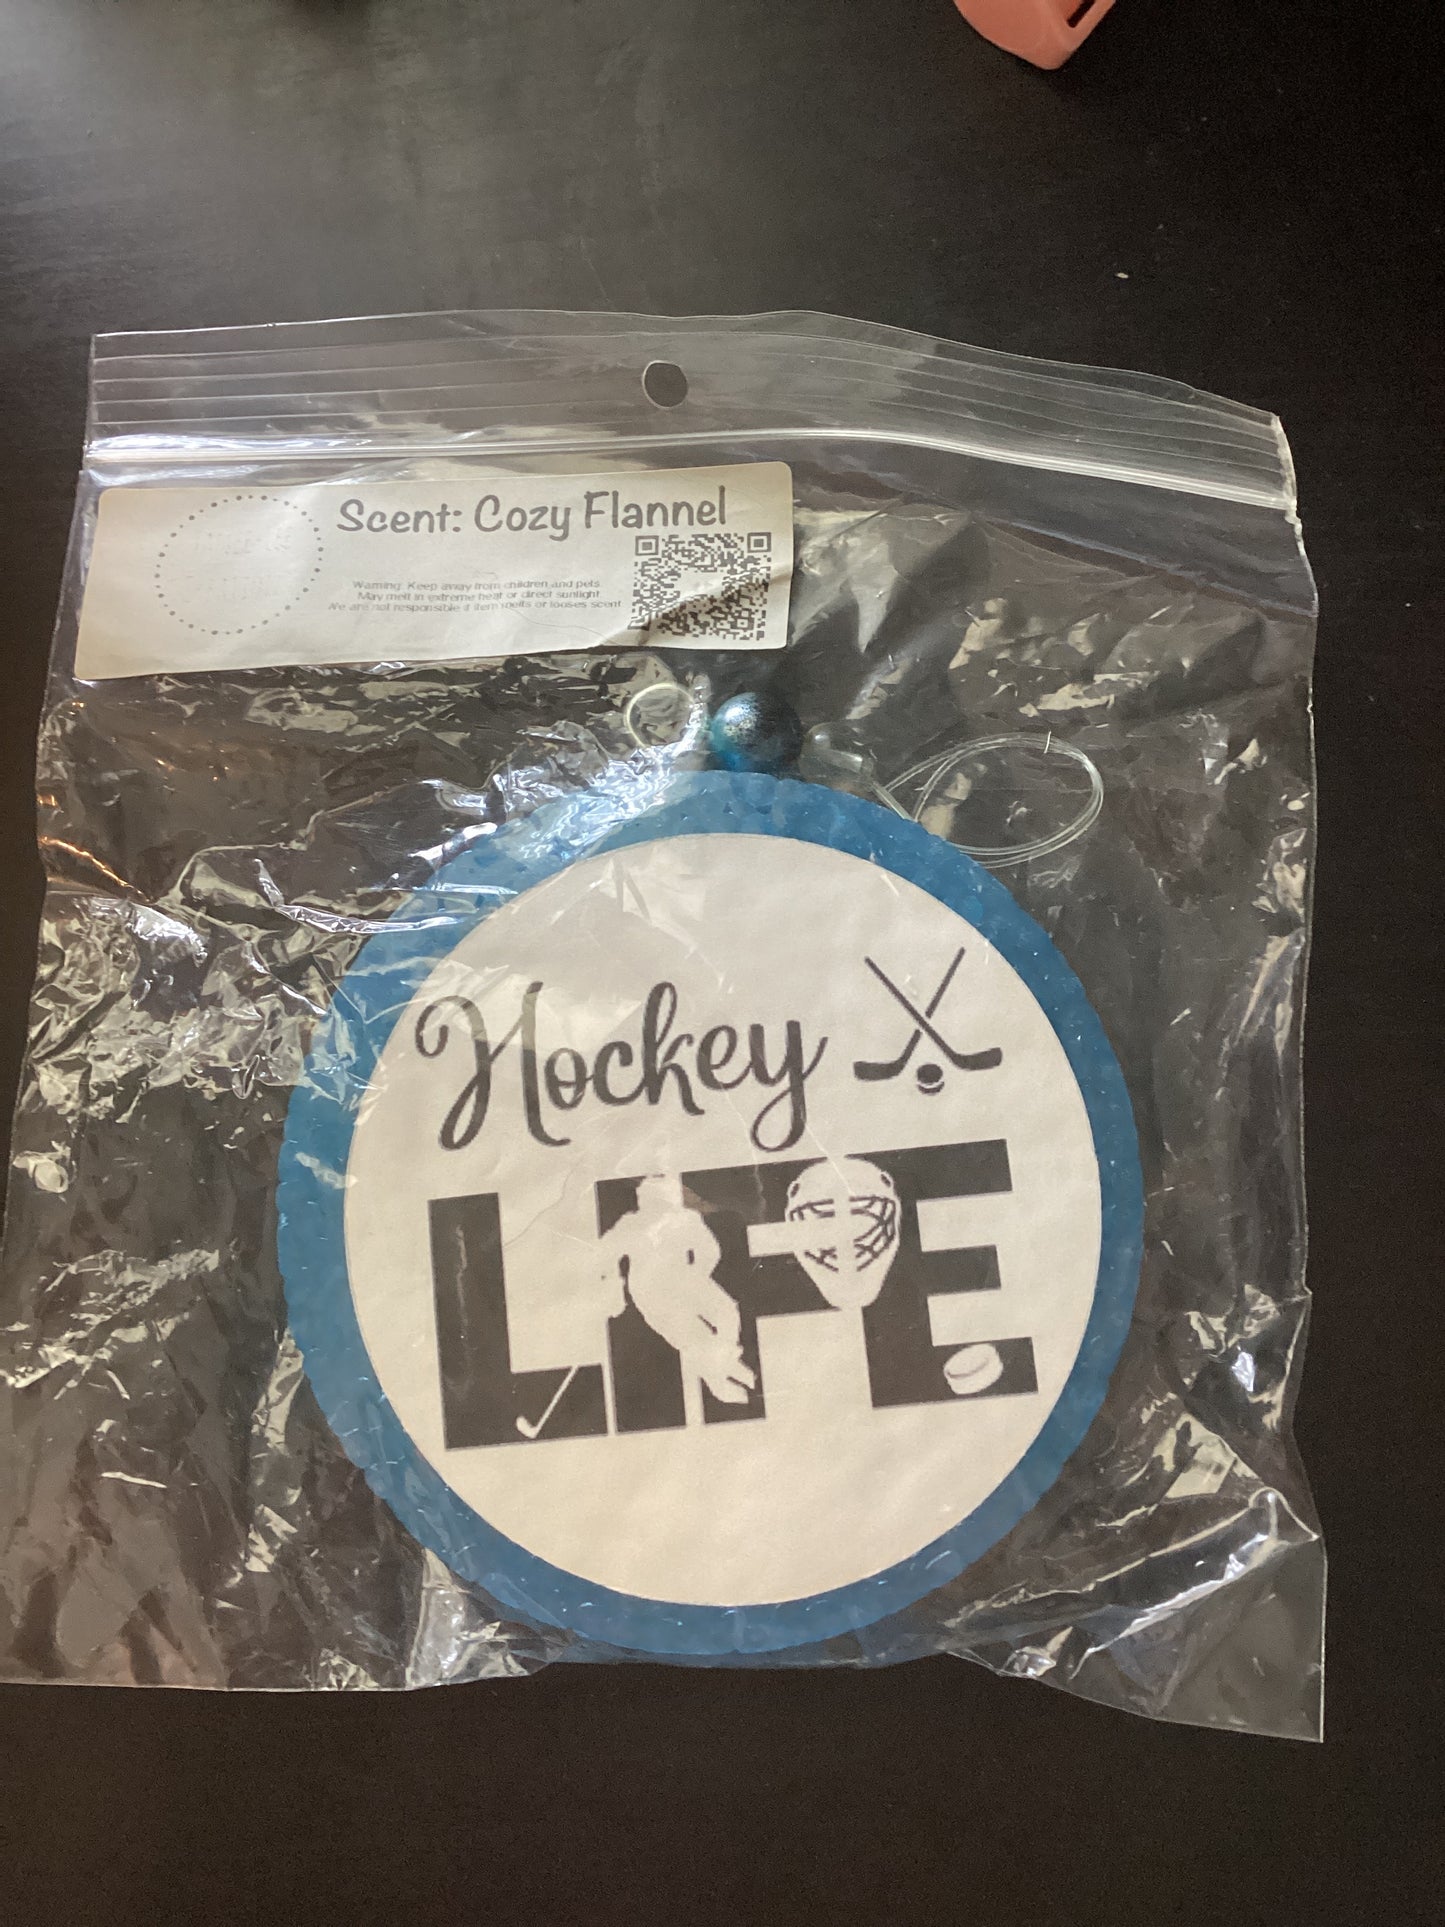 Scent: Cozy Flannel
Warning: Keep away from children and pets.
May melt in extreme heat or direct sunlight.
We are not responsible if item melts or looses scent
Hockey
LIFE